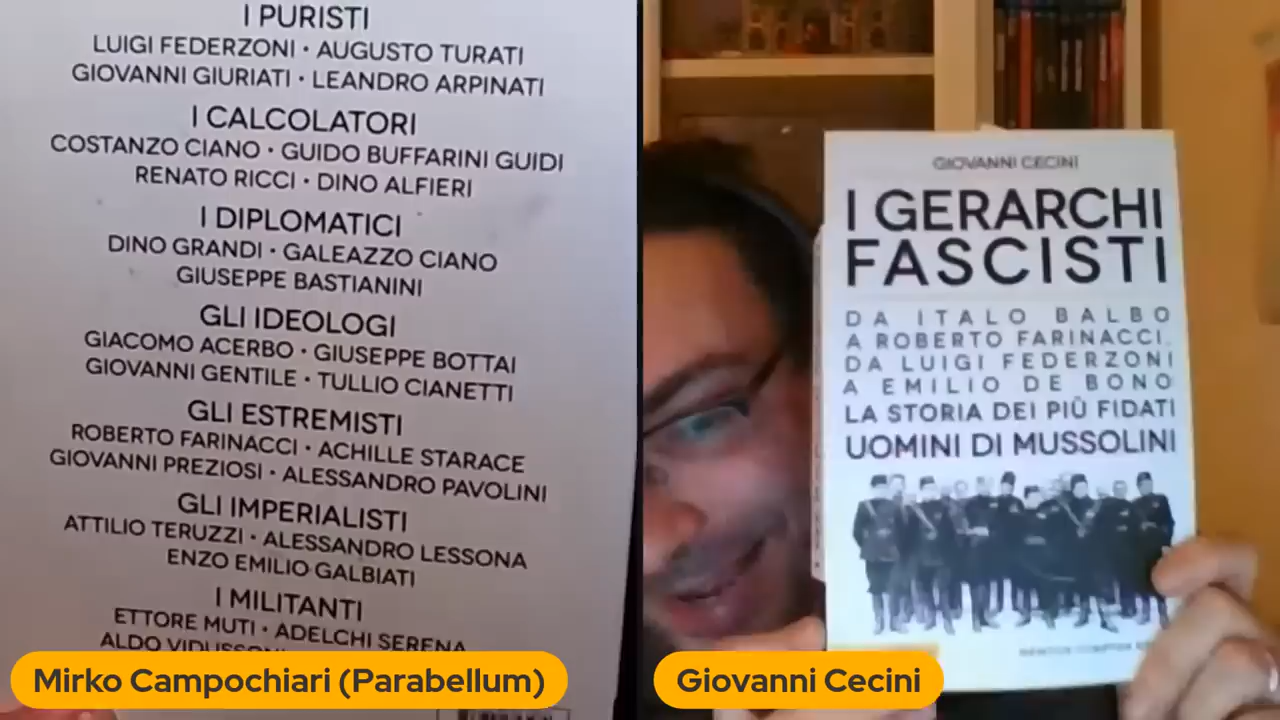 I PURISTI
LUIGI FEDERZONI • AUGUSTO TURATI
GIOVANNI GIURIATI • LEANDRO ARPINATI
I CALCOLATORI
COSTANZO CIANO • GUIDO BUFFARINI GUIDI
RENATO RICCI • DINO ALFIERI
I DIPLOMATICI
DINO GRANDI • GALEAZZO CIANO
GIUSEPPE BASTIANINI
GLI IDEOLOGI
GIACOMO ACERBO • GIUSEPPE BOTTAI
GIOVANNI GENTILE • TULLIO CIANETTI
GLI ESTREMISTI
ROBERTO FARINACCI • ACHILLE STARACE
GIOVANNI PREZIOSI • ALESSANDRO PAVOLINI
GLI IMPERIALISTI
ATTILIO TERUZZI • ALESSANDRO LESSONA
ENZO EMILIO GALBIATI
I MILITANTI
ETTORE MUTI • ADELCHI SERENA
ALDO
Mirko Campochiari (Parabellum)
GIOVANNI CECINI
I GERARCHI
FASCISTI
DA ITALO BALBO
A ROBERTO FARINACCI,
DA LUIGI FEDERZONI
A EMILIO DE BONO
LA STORIA DEI PIÙ FIDATI
UOMINI DI MUSSOLINI
Giovanni Cecini